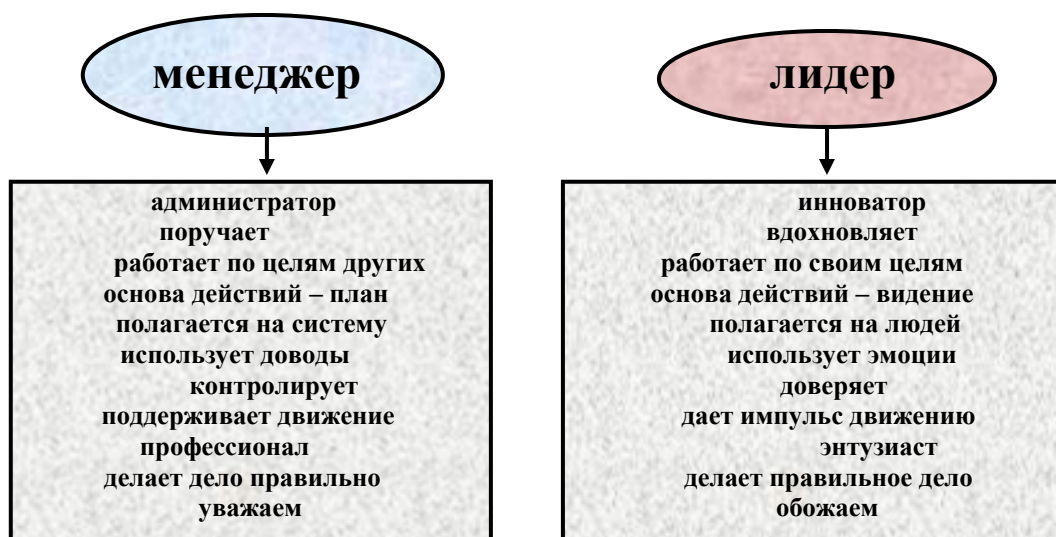 менеджер
администратор
поручает
работает по целям других
основа действий – план
полагается на систему
использует доводы
контролирует
поддерживает движение
профессионал
делает дело правильно
уважаем
лидер
инноватор
вдохновляет
работает по своим целям
основа действий – видение
полагается на людей
использует эмоции
доверяет
дает импульс движению
энтузиаст
делает правильное дело
обожаем